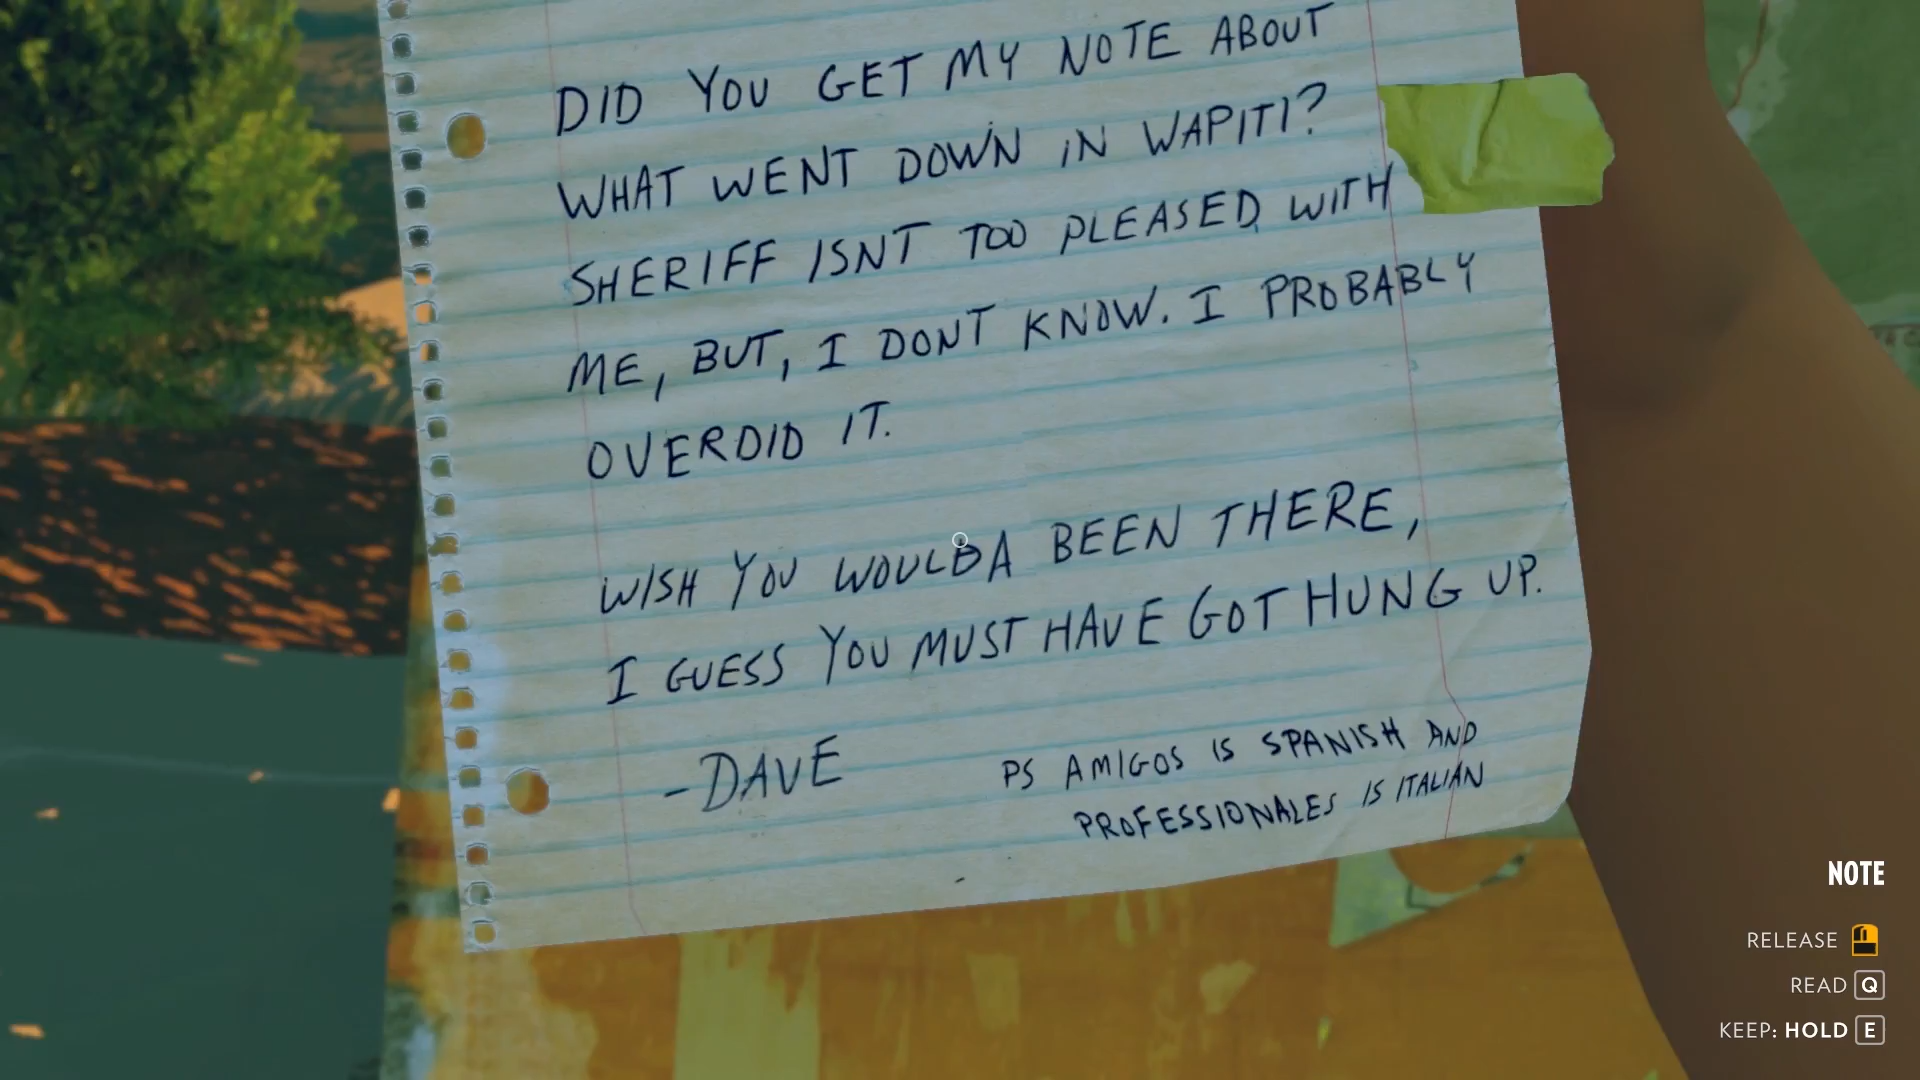 DID YOU GET MY NOTE ABOUT
WHAT WENT DOWN IN WAPITI?
SHERIFF ISNT TOO PLEASED WITH
ME, BUT, I DONT KNOW. I PROBABLY
OVERDID IT.
WISH YOU WOULDA BEEN THERE,
I GUESS YOU MUST HAVE GOT HUNG UP.
-DAVE
PS AMIGOS IS SPANISH AND
PROFESSIONALES IS ITALIAN
NOTE
RELEASE
READ Q
KEEP: HOLD E